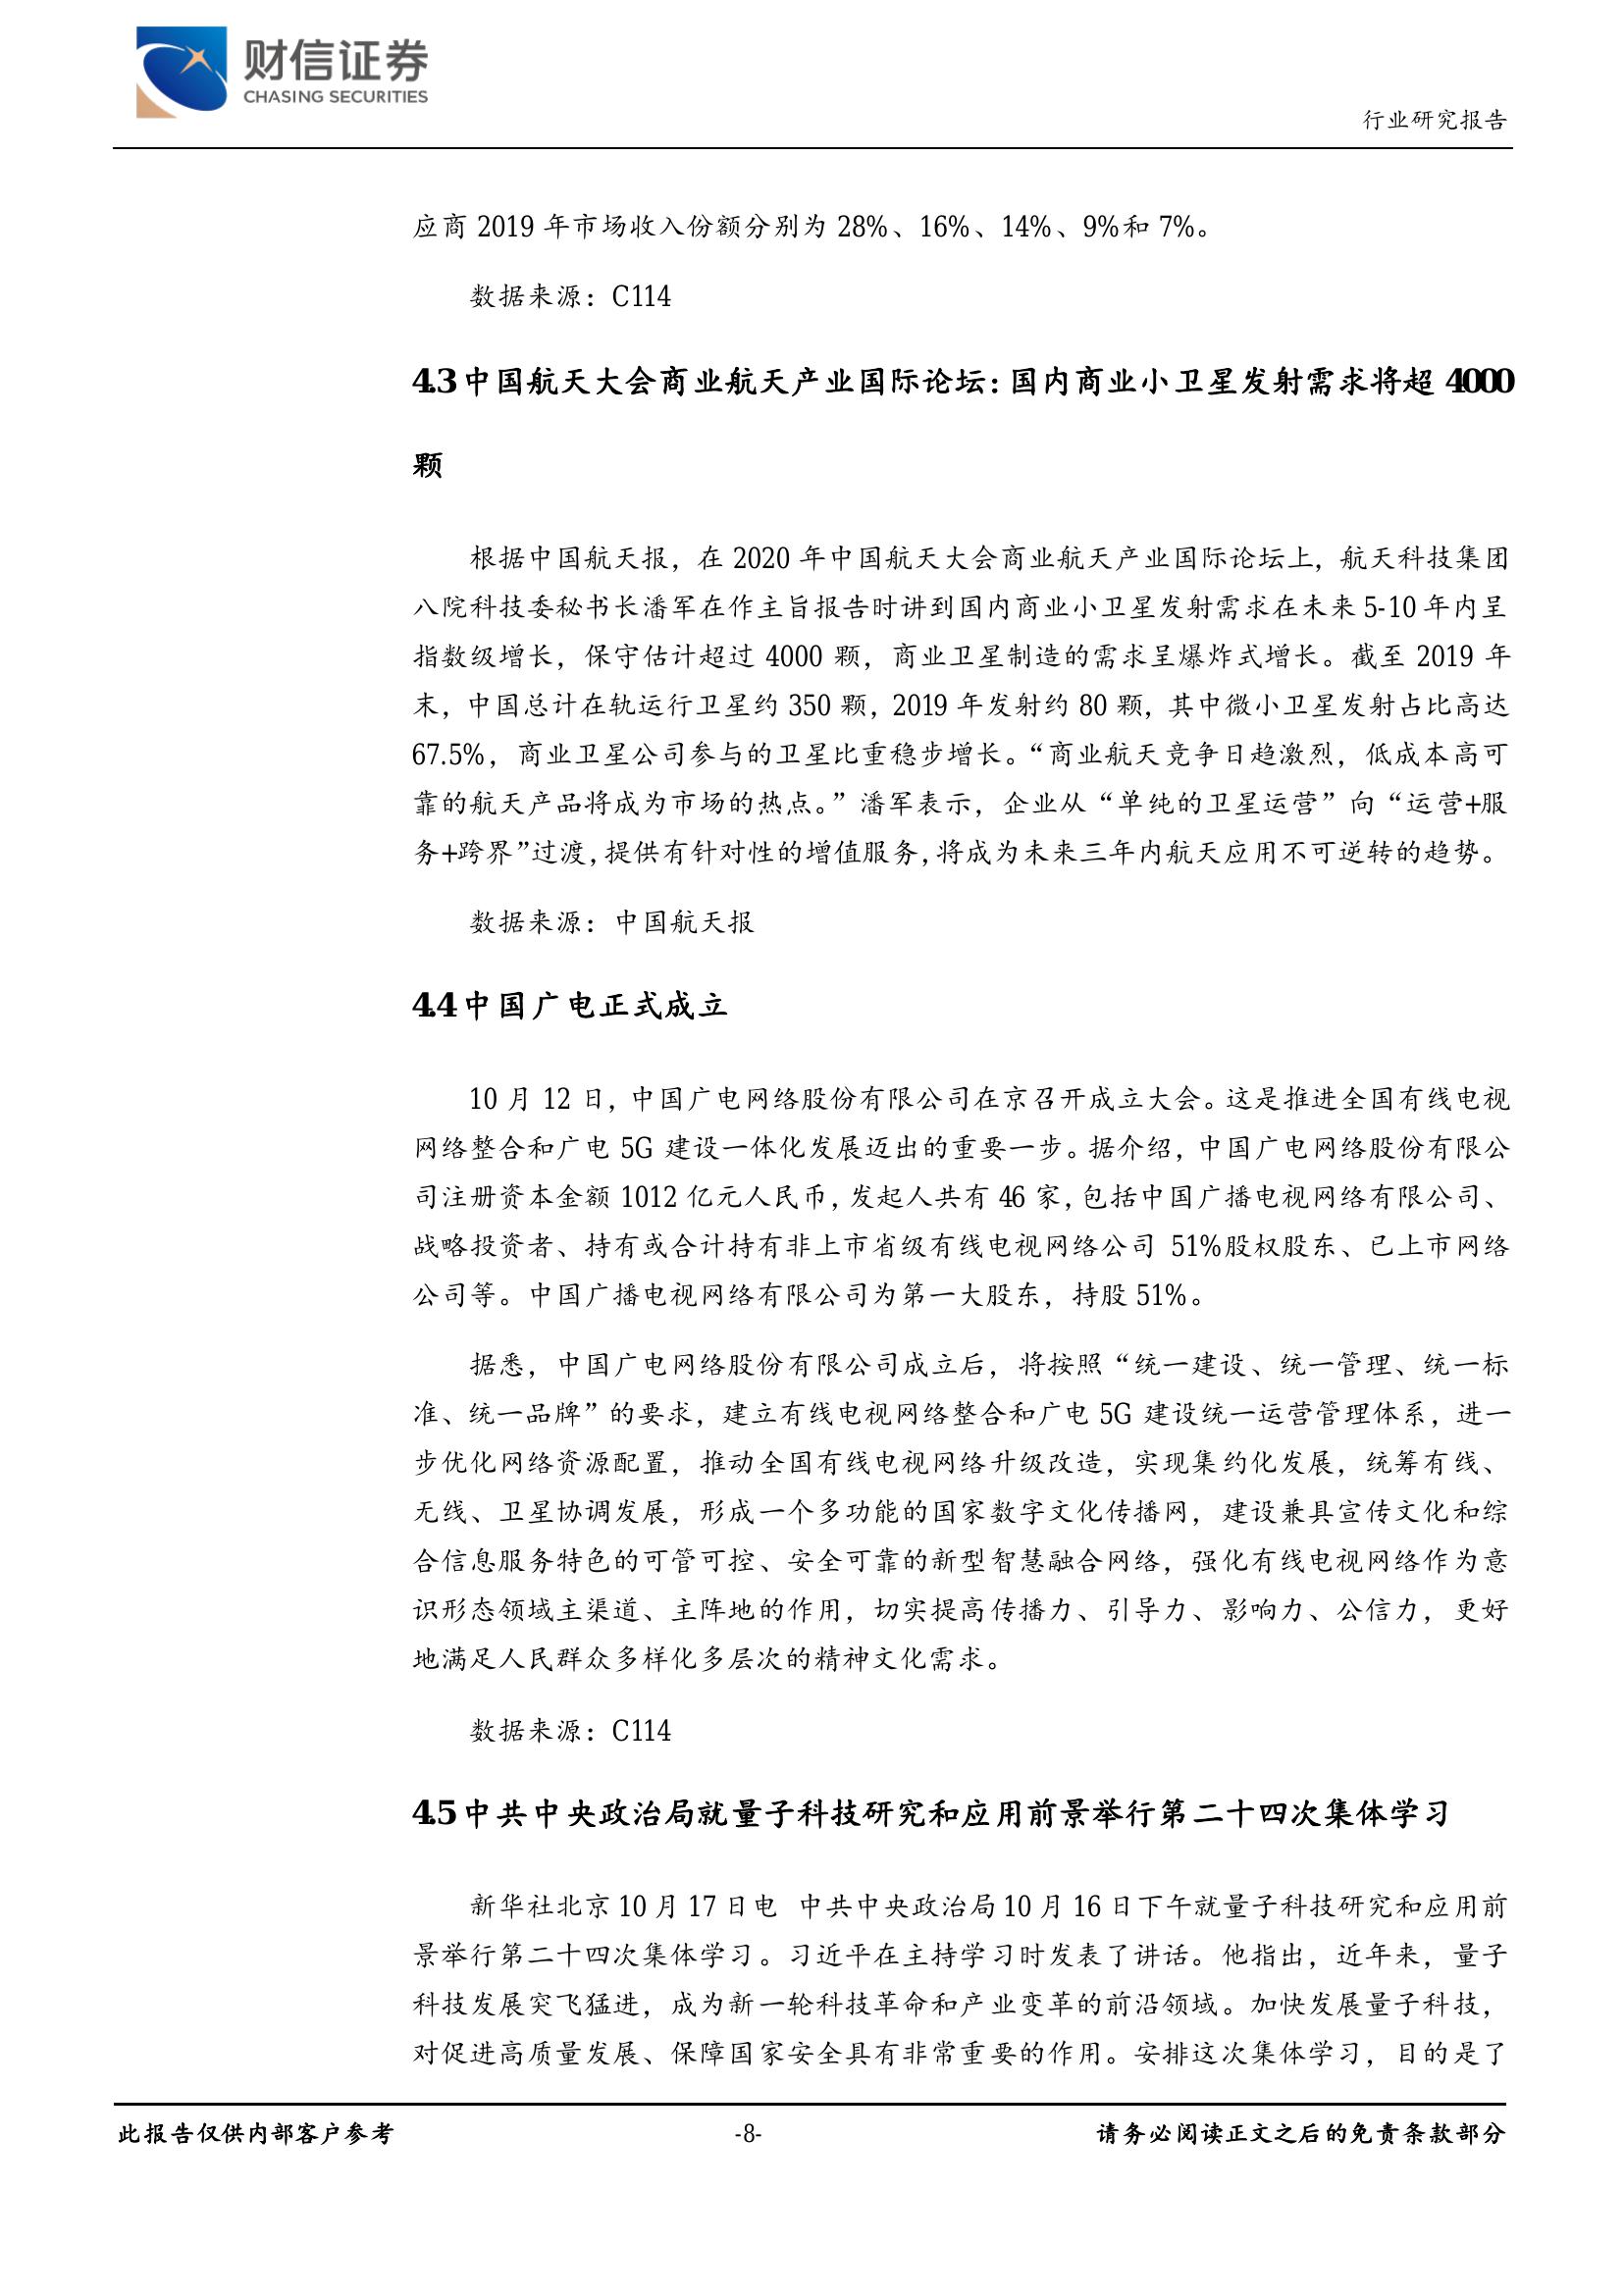 财信证券
CHASING SECURITIES
行业研究报告
应商 2019 年市场收入份额分别为 28%、16%、14%、9%和 7%。
数据来源：C114
4.3 中国航天大会商业航天产业国际论坛：国内商业小卫星发射需求将超 4000
颗
根据中国航天报，在 2020 年中国航天大会商业航天产业国际论坛上，航天科技集团
八院科技委秘书长潘军在作主旨报告时讲到国内商业小卫星发射需求在未来 5-10 年内呈
指数级增长，保守估计超过 4000 颗，商业卫星制造的需求呈爆炸式增长。截至 2019 年
末，中国总计在轨运行卫星约 350 颗，2019 年发射约 80 颗，其中微小卫星发射占比高达
67.5%，商业卫星公司参与的卫星比重稳步增长。“商业航天竞争日趋激烈，低成本高可
靠的航天产品将成为市场的热点。”潘军表示，企业从“单纯的卫星运营”向“运营+服
务+跨界”过渡，提供有针对性的增值服务，将成为未来三年内航天应用不可逆转的趋势。
数据来源：中国航天报
4.4 中国广电正式成立
10 月 12 日，中国广电网络股份有限公司在京召开成立大会。这是推进全国有线电视
网络整合和广电 5G 建设一体化发展迈出的重要一步。据介绍，中国广电网络股份有限公
司注册资本金额 1012 亿元人民币，发起人共有 46 家，包括中国广播电视网络有限公司、
战略投资者、持有或合计持有非上市省级有线电视网络公司 51%股权股东、已上市网络
公司等。中国广播电视网络有限公司为第一大股东，持股 51%。
据悉，中国广电网络股份有限公司成立后，将按照“统一建设、统一管理、统一标
准、统一品牌”的要求，建立有线电视网络整合和广电 5G 建设统一运营管理体系，进一
步优化网络资源配置，推动全国有线电视网络升级改造，实现集约化发展，统筹有线、
无线、卫星协调发展，形成一个多功能的国家数字文化传播网，建设兼具宣传文化和综
合信息服务特色的可管可控、安全可靠的新型智慧融合网络，强化有线电视网络作为意
识形态领域主渠道、主阵地的作用，切实提高传播力、引导力、影响力、公信力，更好
地满足人民群众多样化多层次的精神文化需求。
数据来源：C114
4.5 中共中央政治局就量子科技研究和应用前景举行第二十四次集体学习
新华社北京 10 月 17 日电 中共中央政治局 10 月 16 日下午就量子科技研究和应用前
景举行第二十四次集体学习。习近平在主持学习时发表了讲话。他指出，近年来，量子
科技发展突飞猛进，成为新一轮科技革命和产业变革的前沿领域。加快发展量子科技，
对促进高质量发展、保障国家安全具有非常重要的作用。安排这次集体学习，目的是了
此报告仅供内部客户参考
-8-
请务必阅读正文之后的免责条款部分